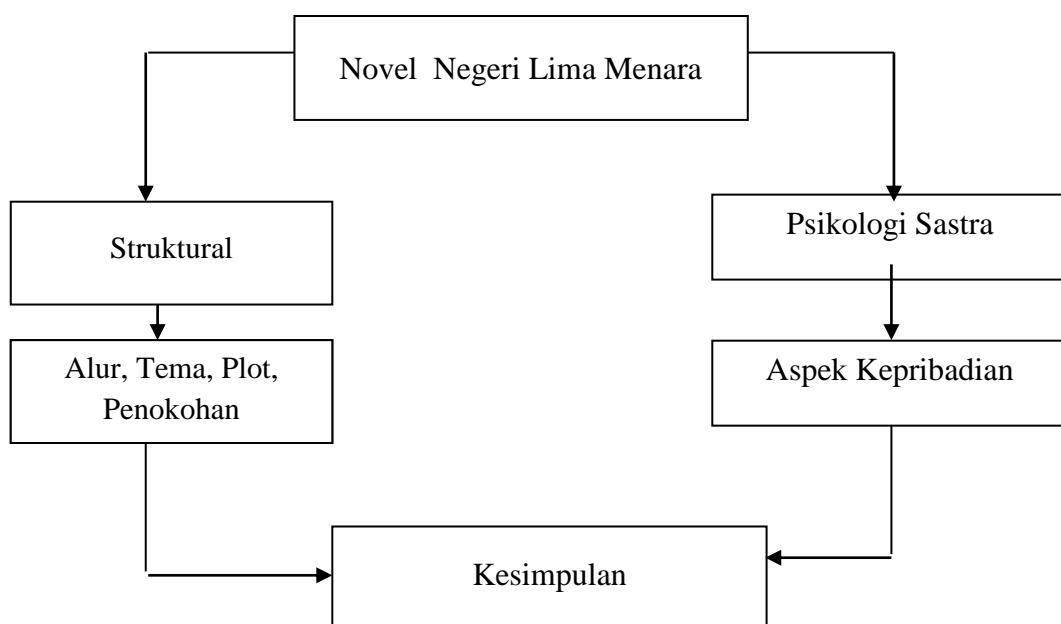 Novel Negeri Lima Menara
Struktural
Psikologi Sastra
Alur, Tema, Plot,
Penokohan
Aspek Kepribadian
Kesimpulan